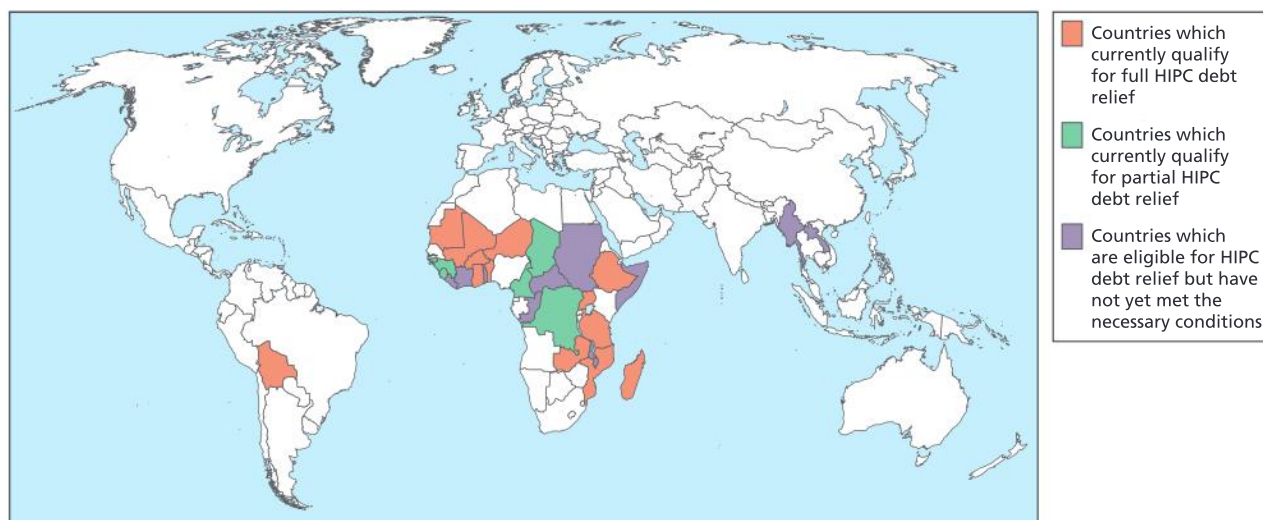 Countries which
currently qualify
for full HIPC debt
relief
Countries which
currently qualify
for partial HIPC
debt relief
Countries which
are eligible for HIPC
debt relief but have
not yet met the
necessary conditions